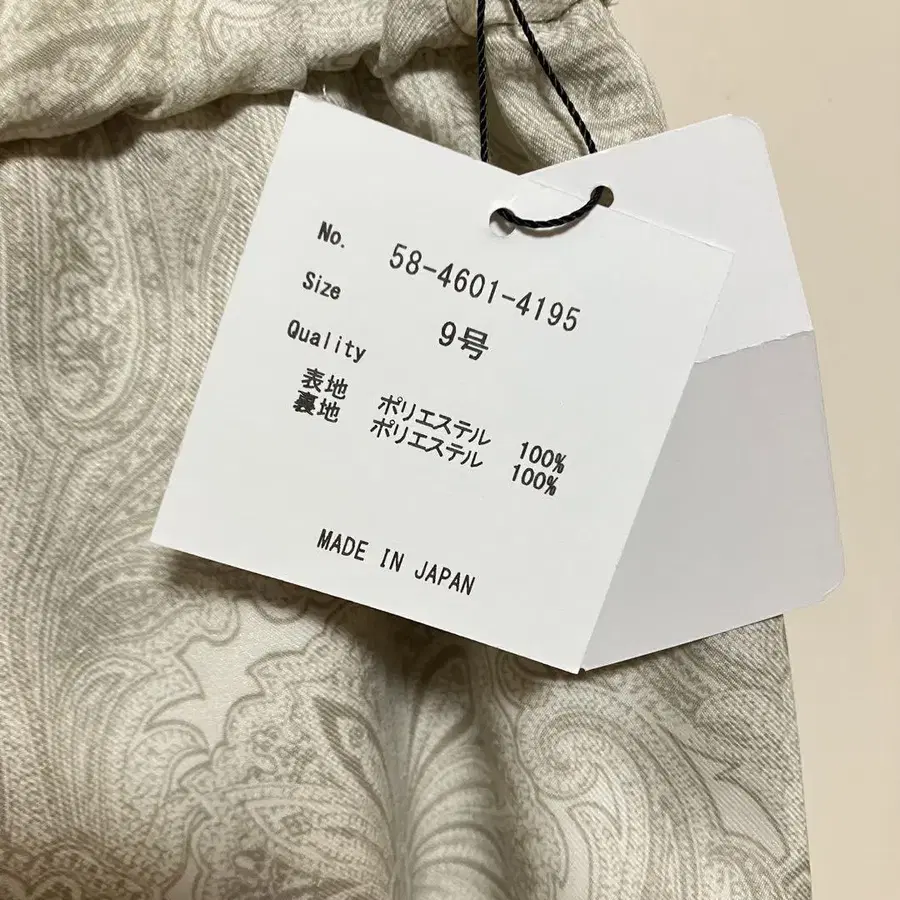 No. 58-4601-4195
Size 9号
Quality
表地 ポリエステル 100%
裏地 ポリエステル 100%
MADE IN JAPAN